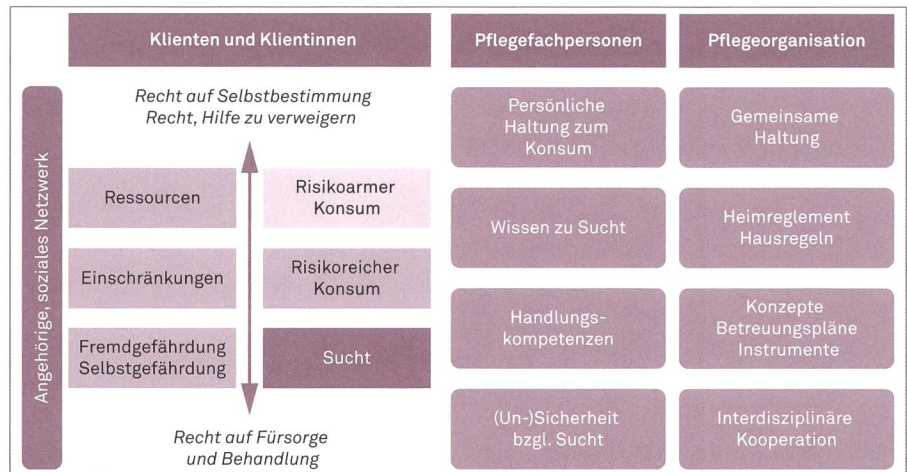 Klienten und Klientinnen
Pflegefachpersonen
Pflegeorganisation
Angehörige, soziales Netzwerk
Recht auf Selbstbestimmung
Recht, Hilfe zu verweigern
Ressourcen
Risikoarmer
Konsum
Einschränkungen
Risikoreicher
Konsum
Fremdgefährdung
Selbstgefährdung
Sucht
Recht auf Fürsorge
und Behandlung
Persönliche
Haltung zum
Konsum
Wissen zu Sucht
Handlungs-
kompetenzen
(Un-)Sicherheit
bzgl. Sucht
Gemeinsame
Haltung
Heimreglement
Hausregeln
Konzepte
Betreuungspläne
Instrumente
Interdisziplinäre
Kooperation